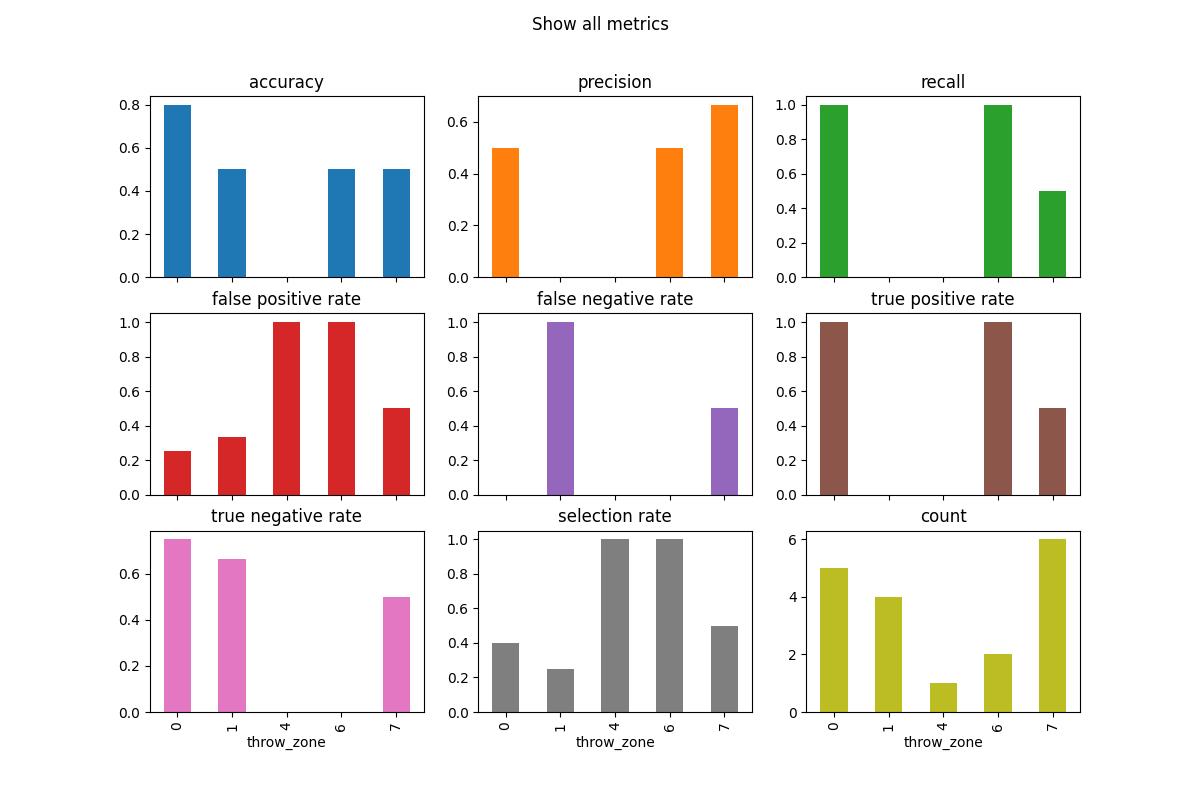 Show all metrics
accuracy
precision
recall
0.8
0.6
0.4
0.2
0.0
0.6
0.4
0.2
0.0
1.0
0.8
0.6
0.4
0.2
0.0
false positive rate
false negative rate
true positive rate
1.0
0.8
0.6
0.4
0.2
0.0
1.0
0.8
0.6
0.4
0.2
0.0
1.0
0.8
0.6
0.4
0.2
0.0
true negative rate
selection rate
count
0.6
0.4
0.2
0.0
1.0
0.8
0.6
0.4
0.2
0.0
6
4
2
0
0 1 4 6 7
throw_zone
0 1 4 6 7
throw_zone
0 1 4 6 7
throw_zone